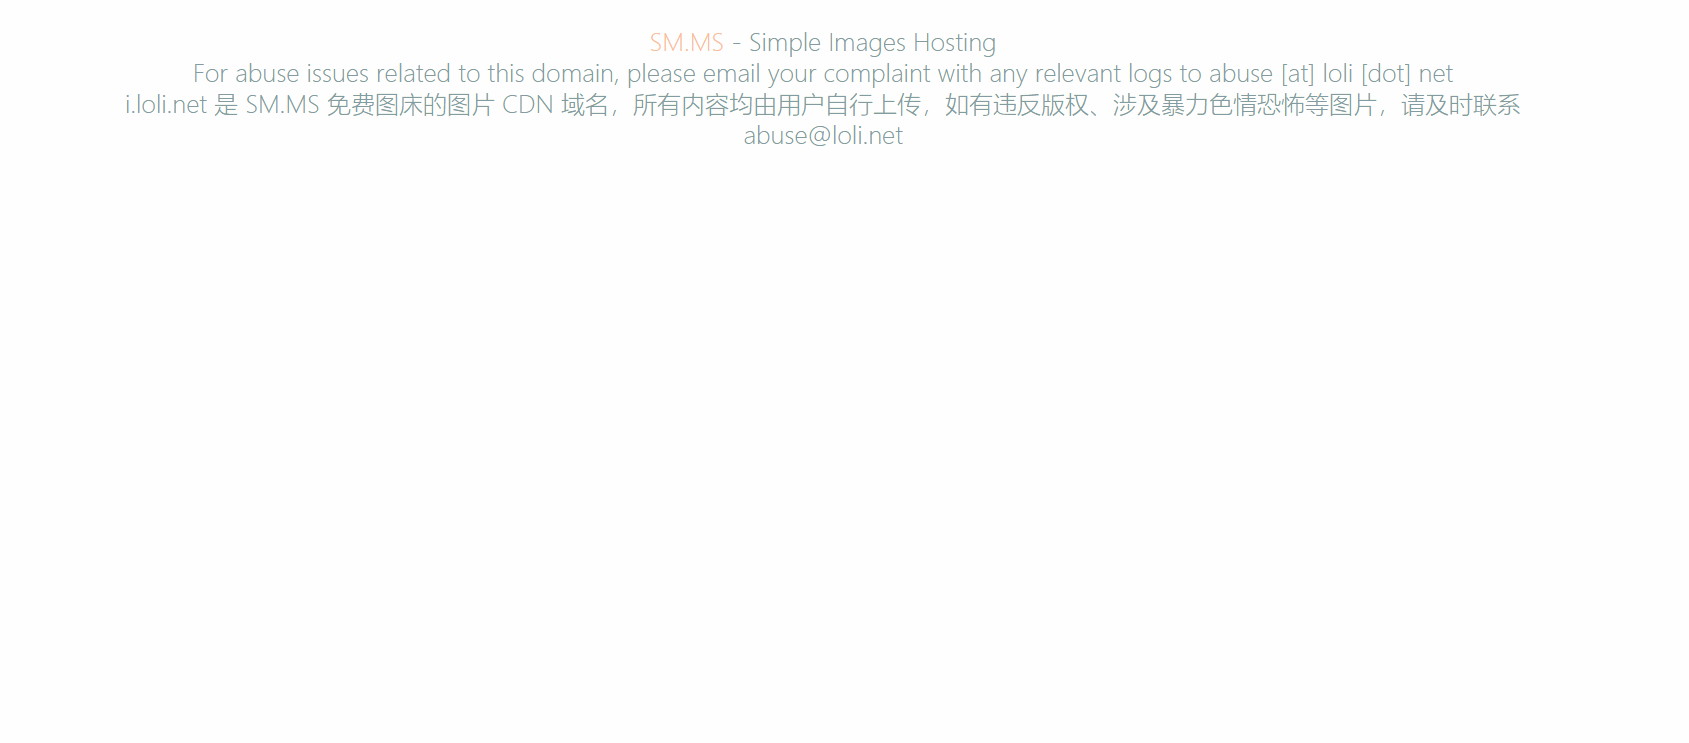 SM.MS - Simple Images Hosting
For abuse issues related to this domain, please email your complaint with any relevant logs to abuse [at] loli [dot] net
i.loli.net 是 SM.MS 免费图床的图片 CDN 域名，所有内容均由用户自行上传，如有违反版权、涉及暴力色情恐怖等图片，请及时联系
abuse@loli.net